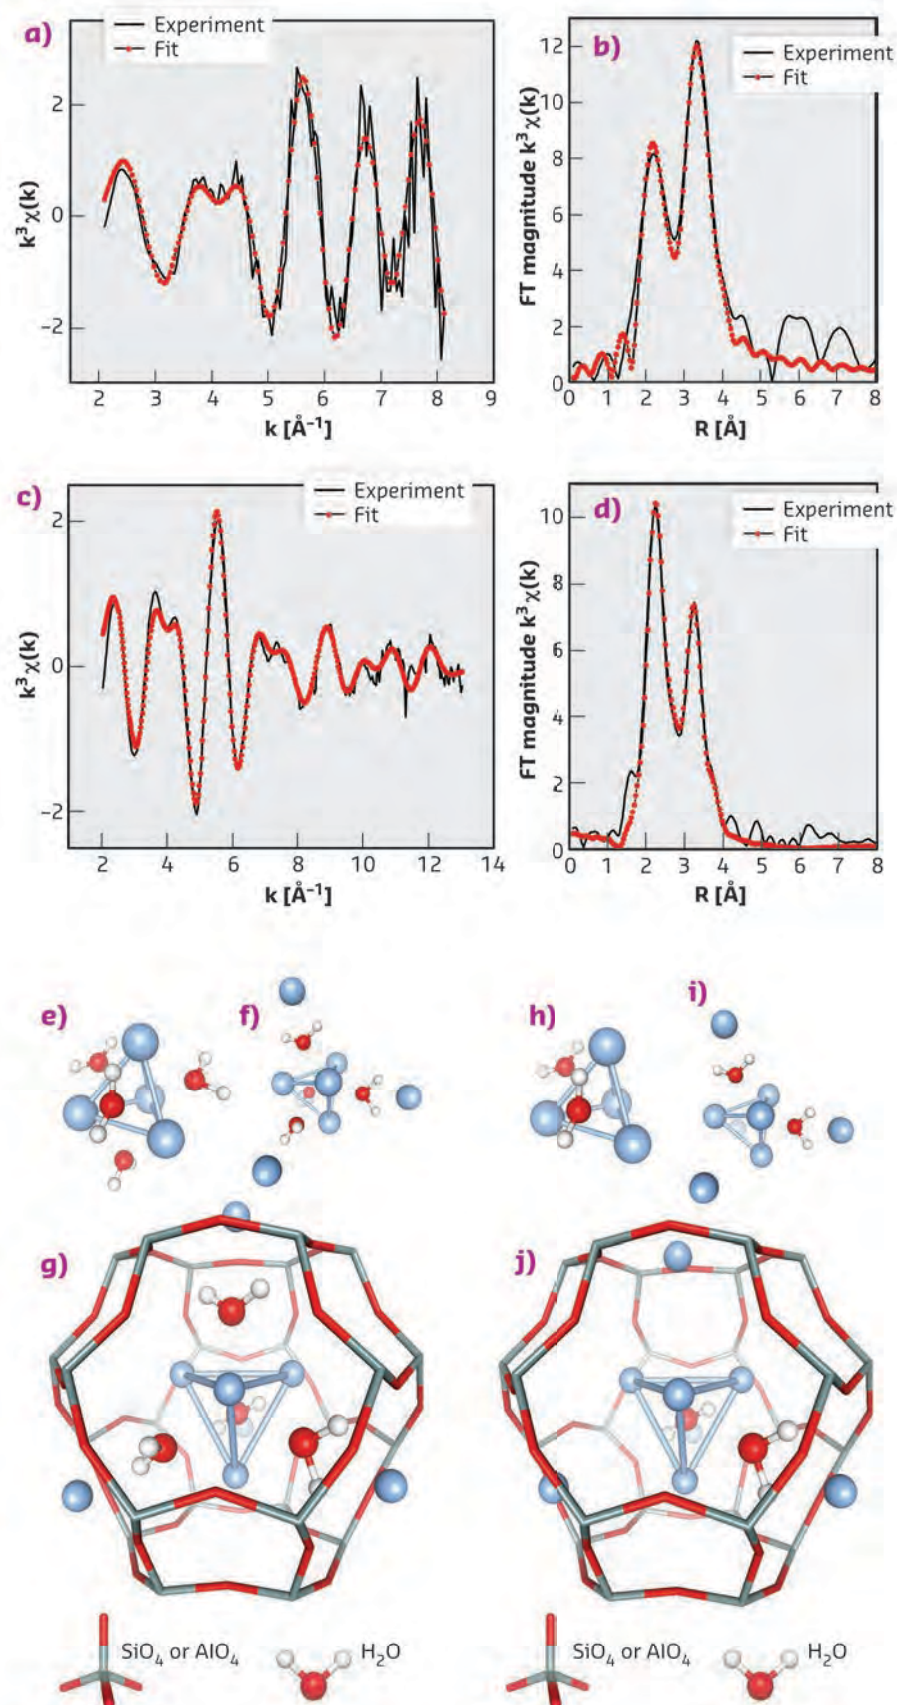 a)
Experiment
Fit
2
0
−2
k³χ(k)
2 3 4 5 6 7 8 9
k [Å⁻¹]
b)
Experiment
Fit
12
10
8
6
4
2
0
FT magnitude k³χ(k)
0 1 2 3 4 5 6 7 8
R [Å]
c)
Experiment
Fit
2
0
−2
k³χ(k)
2 4 6 8 10 12 14
k [Å⁻¹]
d)
Experiment
Fit
10
8
6
4
2
0
FT magnitude k³χ(k)
0 1 2 3 4 5 6 7 8
R [Å]
e)
f)
h)
i)
g)
j)
SiO₄ or AlO₄
H₂O
SiO₄ or AlO₄
H₂O